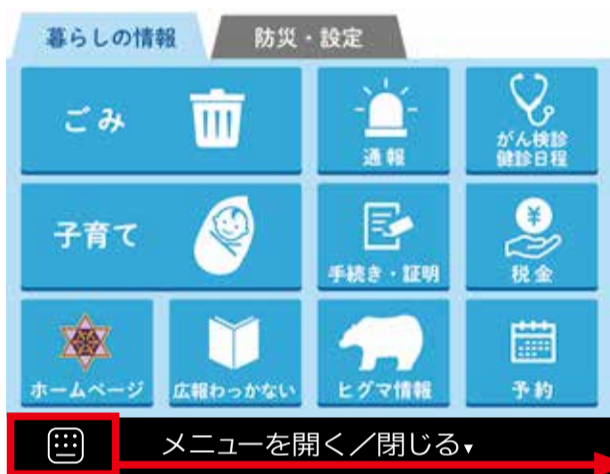 暮らしの情報
防災・設定
ごみ
通報
がん検診
健診日程
子育て
手続き・証明
¥
税金
ホームページ
広報わっかない
ヒグマ情報
予約
メニューを開く／閉じる▾